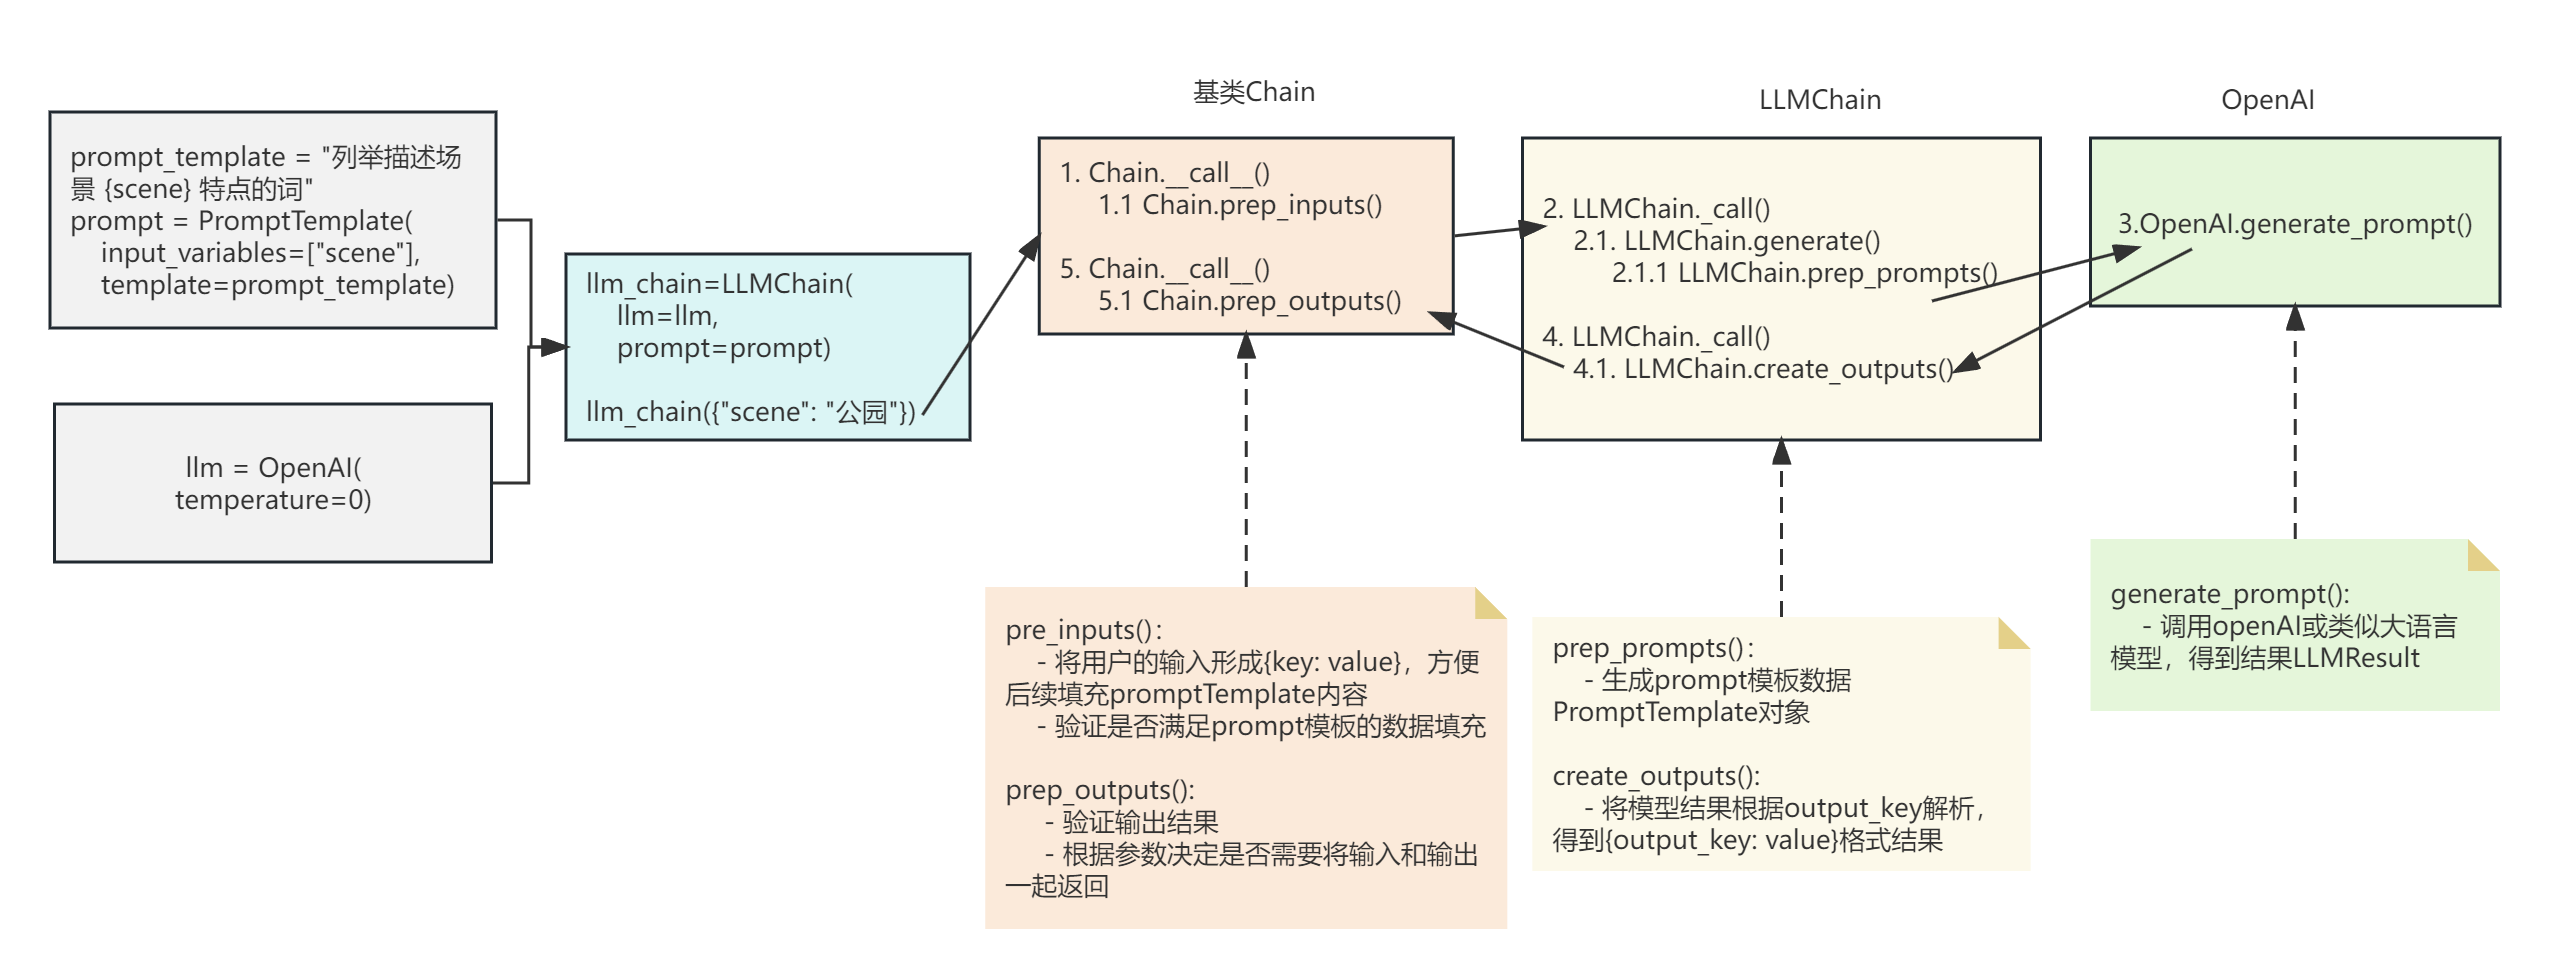 prompt_template = "列举描述场
景 {scene} 特点的词"
prompt = PromptTemplate(
input_variables=["scene"],
template=prompt_template)
llm = OpenAI(
temperature=0)
llm_chain=LLMChain(
llm=llm,
prompt=prompt)
llm_chain({"scene": "公园"})
基类Chain
1. Chain.__call__()
1.1 Chain.prep_inputs()
5. Chain.__call__()
5.1 Chain.prep_outputs()
LLMChain
2. LLMChain._call()
2.1. LLMChain.generate()
2.1.1 LLMChain.prep_prompts()
4. LLMChain._call()
4.1. LLMChain.create_outputs()
OpenAI
3.OpenAI.generate_prompt()
pre_inputs()：
- 将用户的输入形成{key: value}，方便
后续填充promptTemplate内容
- 验证是否满足prompt模板的数据填充
prep_outputs():
- 验证输出结果
- 根据参数决定是否需要将输入和输出
一起返回
prep_prompts()：
- 生成prompt模板数据
PromptTemplate对象
create_outputs():
- 将模型结果根据output_key解析，
得到{output_key: value}格式结果
generate_prompt():
- 调用openAI或类似大语言
模型，得到结果LLMResult